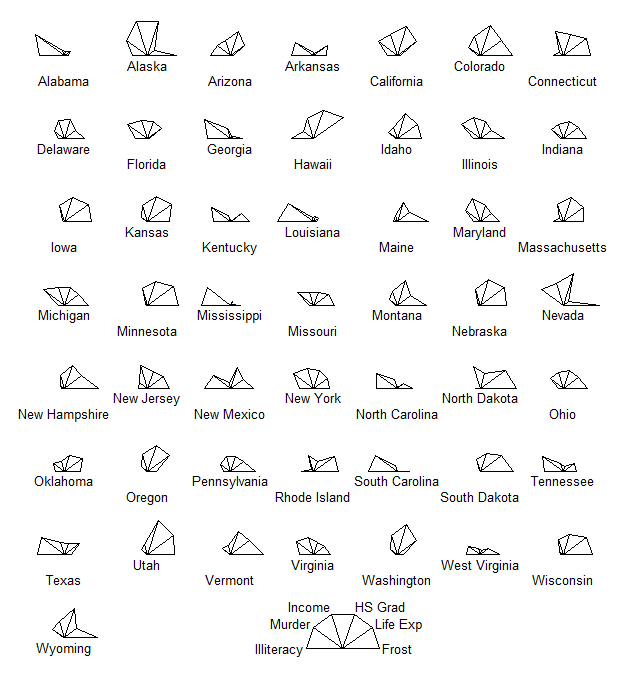 Alabama
Alaska
Arizona
Arkansas
California
Colorado
Connecticut
Delaware
Florida
Georgia
Hawaii
Idaho
Illinois
Indiana
Iowa
Kansas
Kentucky
Louisiana
Maine
Maryland
Massachusetts
Michigan
Minnesota
Mississippi
Missouri
Montana
Nebraska
Nevada
New Hampshire
New Jersey
New Mexico
New York
North Carolina
North Dakota
Ohio
Oklahoma
Oregon
Pennsylvania
Rhode Island
South Carolina
South Dakota
Tennessee
Texas
Utah
Vermont
Virginia
Washington
West Virginia
Wisconsin
Wyoming
Income
HS Grad
Murder
Life Exp
Illiteracy
Frost